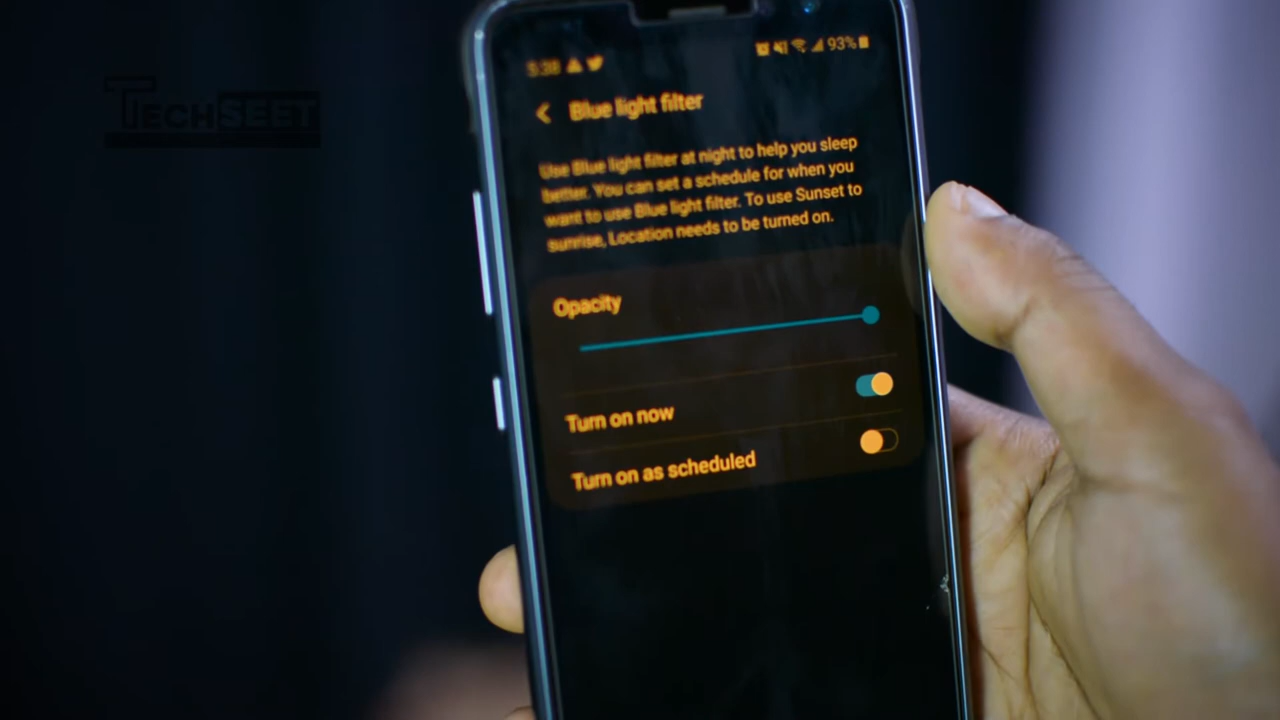 TECHSEET
5:38 93%
Blue light filter
Use Blue light filter at night to help you sleep
better. You can set a schedule for when you
want to use Blue light filter. To use Sunset to
sunrise, Location needs to be turned on.
Opacity
Turn on now
Turn on as scheduled